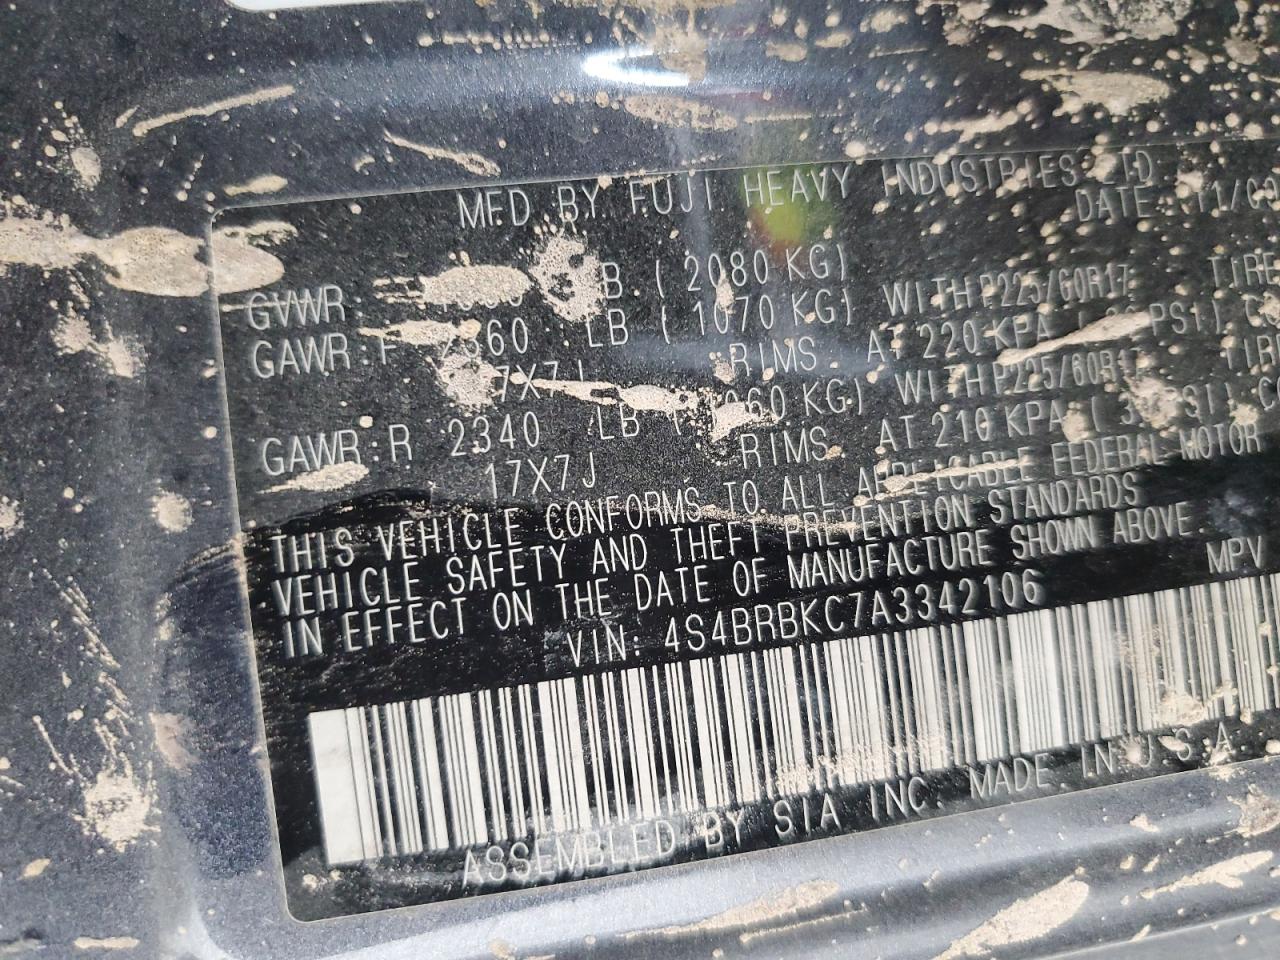 MFD BY FUJI HEAVY INDUSTRIES LTD
DATE: 11/
GVWR: (2080 KG)
GAWR:F 2360 LB (1070 KG) WITH P225/60R17 TIRE
17X7J RIMS AT 220 KPA PSI)
GAWR:R 2340 LB KG) WITH P225/60R17
17X7J RIMS AT 210 KPA
THIS VEHICLE CONFORMS TO ALL APPLICABLE FEDERAL MOTOR
VEHICLE SAFETY AND THEFT PREVENTION STANDARDS
IN EFFECT ON THE DATE OF MANUFACTURE SHOWN ABOVE.
VIN: 4S4BRBKC7A3342106 MPV
ASSEMBLED BY SIA INC. MADE IN U.S.A.